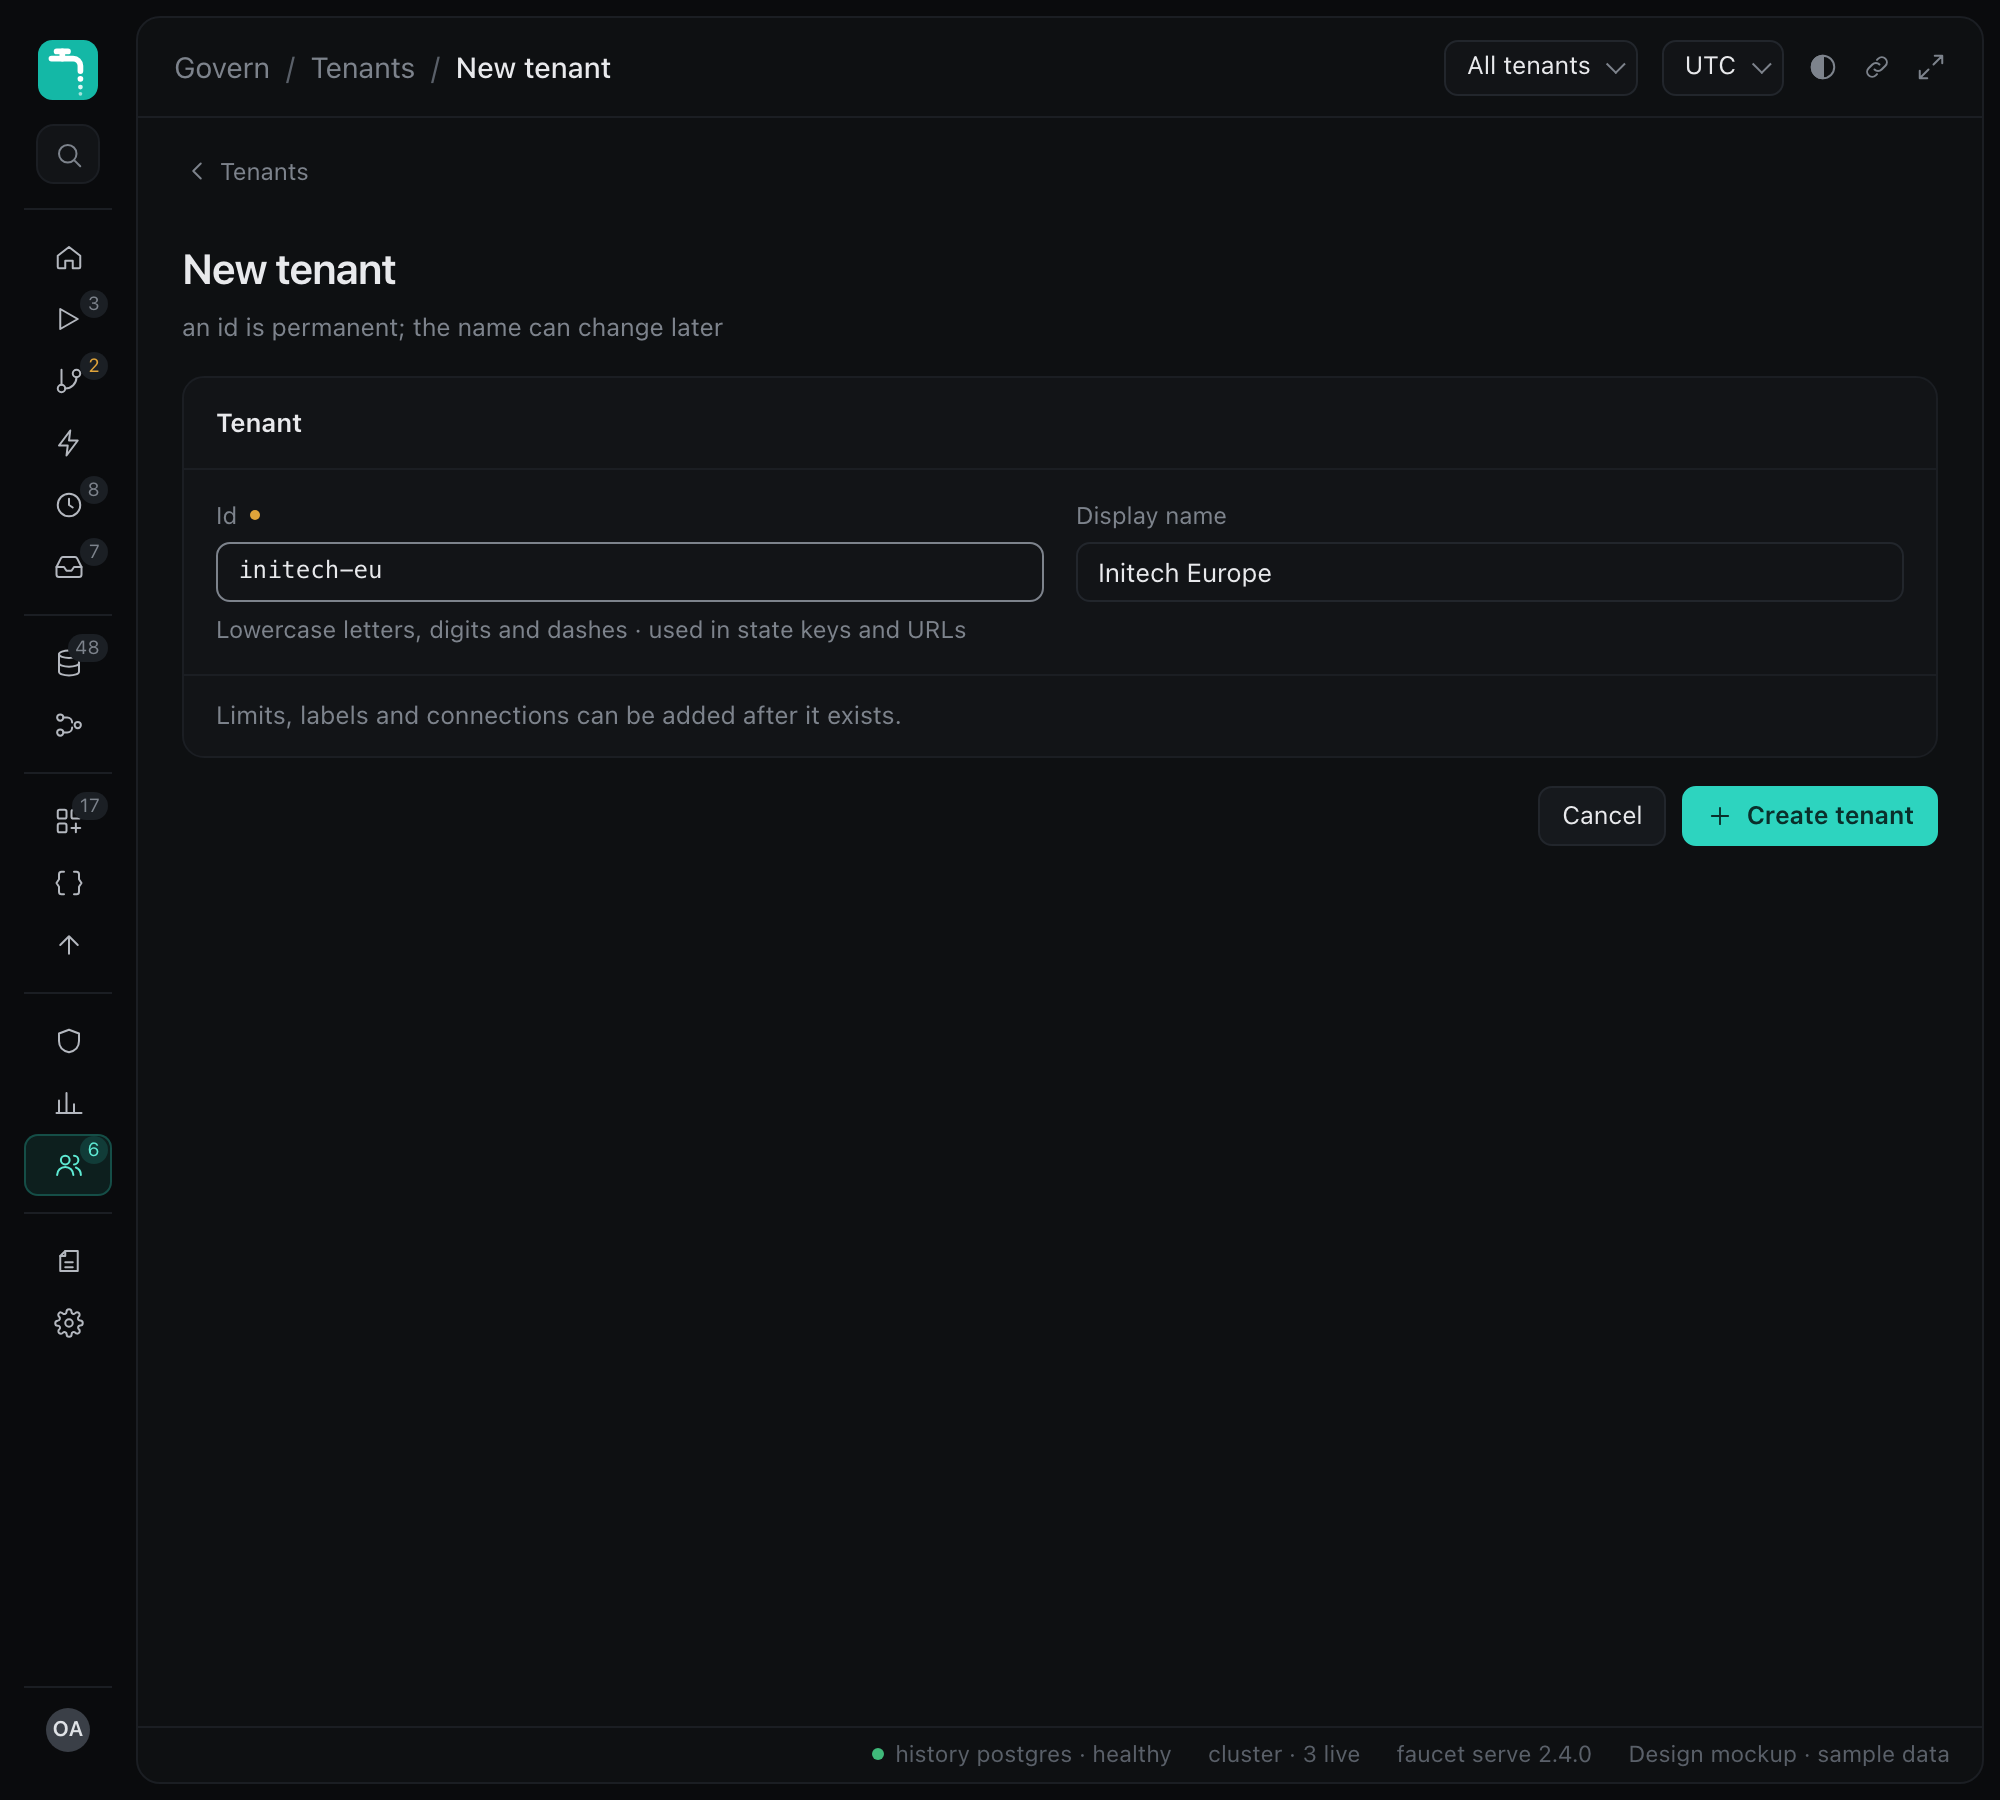 Govern / Tenants / New tenant
All tenants
UTC
Tenants
New tenant
an id is permanent; the name can change later
Tenant
Id
Display name
initech-eu
Initech Europe
Lowercase letters, digits and dashes · used in state keys and URLs
Limits, labels and connections can be added after it exists.
Cancel
Create tenant
3
2
8
7
48
17
6
OA
history postgres · healthy
cluster · 3 live
faucet serve 2.4.0
Design mockup · sample data